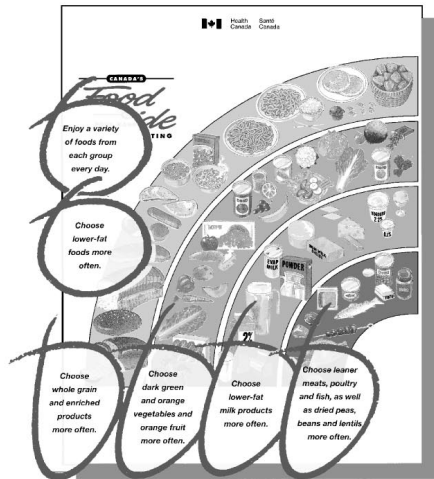 Health Santé
Canada Canada
CANADA'S
Food
Enjoy a variety
of foods from
each group
every day.
Choose
lower-fat
foods more
often.
EVAP
MILK
POWDER
2%
Choose
whole grain
and enriched
products
more often.
Choose
dark green
and orange
vegetables and
orange fruit
more often.
Choose
lower-fat
milk products
more often.
Choose leaner
meats, poultry
and fish, as well
as dried peas,
beans and lentils
more often.